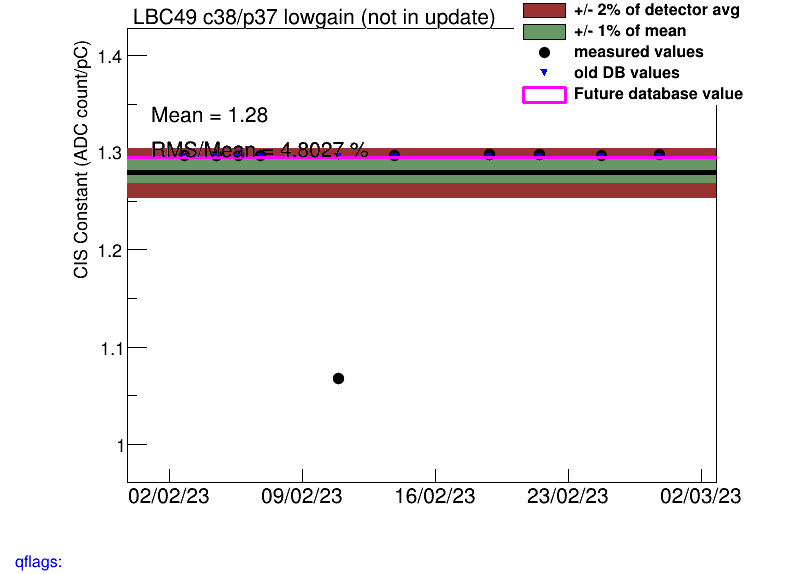 LBC49 c38/p37 lowgain (not in update)
+/- 2% of detector avg
+/- 1% of mean
measured values
old DB values
Future database value
CIS Constant (ADC count/pC)
Mean = 1.28
RMS/Mean = 4.8027 %
1.4
1.3
1.2
1.1
1
02/02/23 09/02/23 16/02/23 23/02/23 02/03/23
qflags: